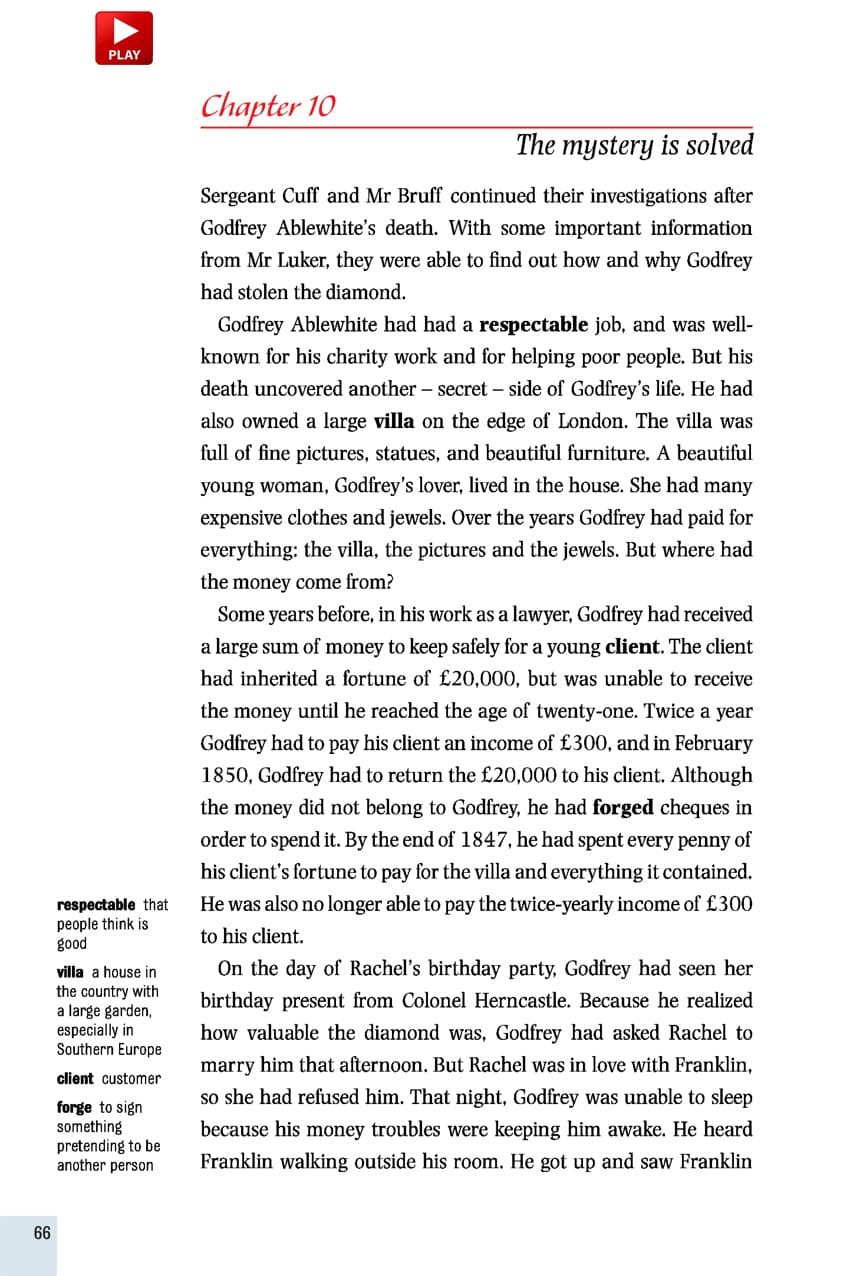 PLAY
Chapter 10
The mystery is solved
Sergeant Cuff and Mr Bruff continued their investigations after
Godfrey Ablewhite's death. With some important information
from Mr Luker, they were able to find out how and why Godfrey
had stolen the diamond.
Godfrey Ablewhite had had a respectable job, and was well-
known for his charity work and for helping poor people. But his
death uncovered another – secret – side of Godfrey's life. He had
also owned a large villa on the edge of London. The villa was
full of fine pictures, statues, and beautiful furniture. A beautiful
young woman, Godfrey's lover, lived in the house. She had many
expensive clothes and jewels. Over the years Godfrey had paid for
everything: the villa, the pictures and the jewels. But where had
the money come from?
Some years before, in his work as a lawyer, Godfrey had received
a large sum of money to keep safely for a young client. The client
had inherited a fortune of £20,000, but was unable to receive
the money until he reached the age of twenty-one. Twice a year
Godfrey had to pay his client an income of £300, and in February
1850, Godfrey had to return the £20,000 to his client. Although
the money did not belong to Godfrey, he had forged cheques in
order to spend it. By the end of 1847, he had spent every penny of
his client's fortune to pay for the villa and everything it contained.
He was also no longer able to pay the twice-yearly income of £300
to his client.
On the day of Rachel's birthday party, Godfrey had seen her
birthday present from Colonel Herncastle. Because he realized
how valuable the diamond was, Godfrey had asked Rachel to
marry him that afternoon. But Rachel was in love with Franklin,
so she had refused him. That night, Godfrey was unable to sleep
because his money troubles were keeping him awake. He heard
Franklin walking outside his room. He got up and saw Franklin
respectable that
people think is
good
villa a house in
the country with
a large garden,
especially in
Southern Europe
client customer
forge to sign
something
pretending to be
another person
66